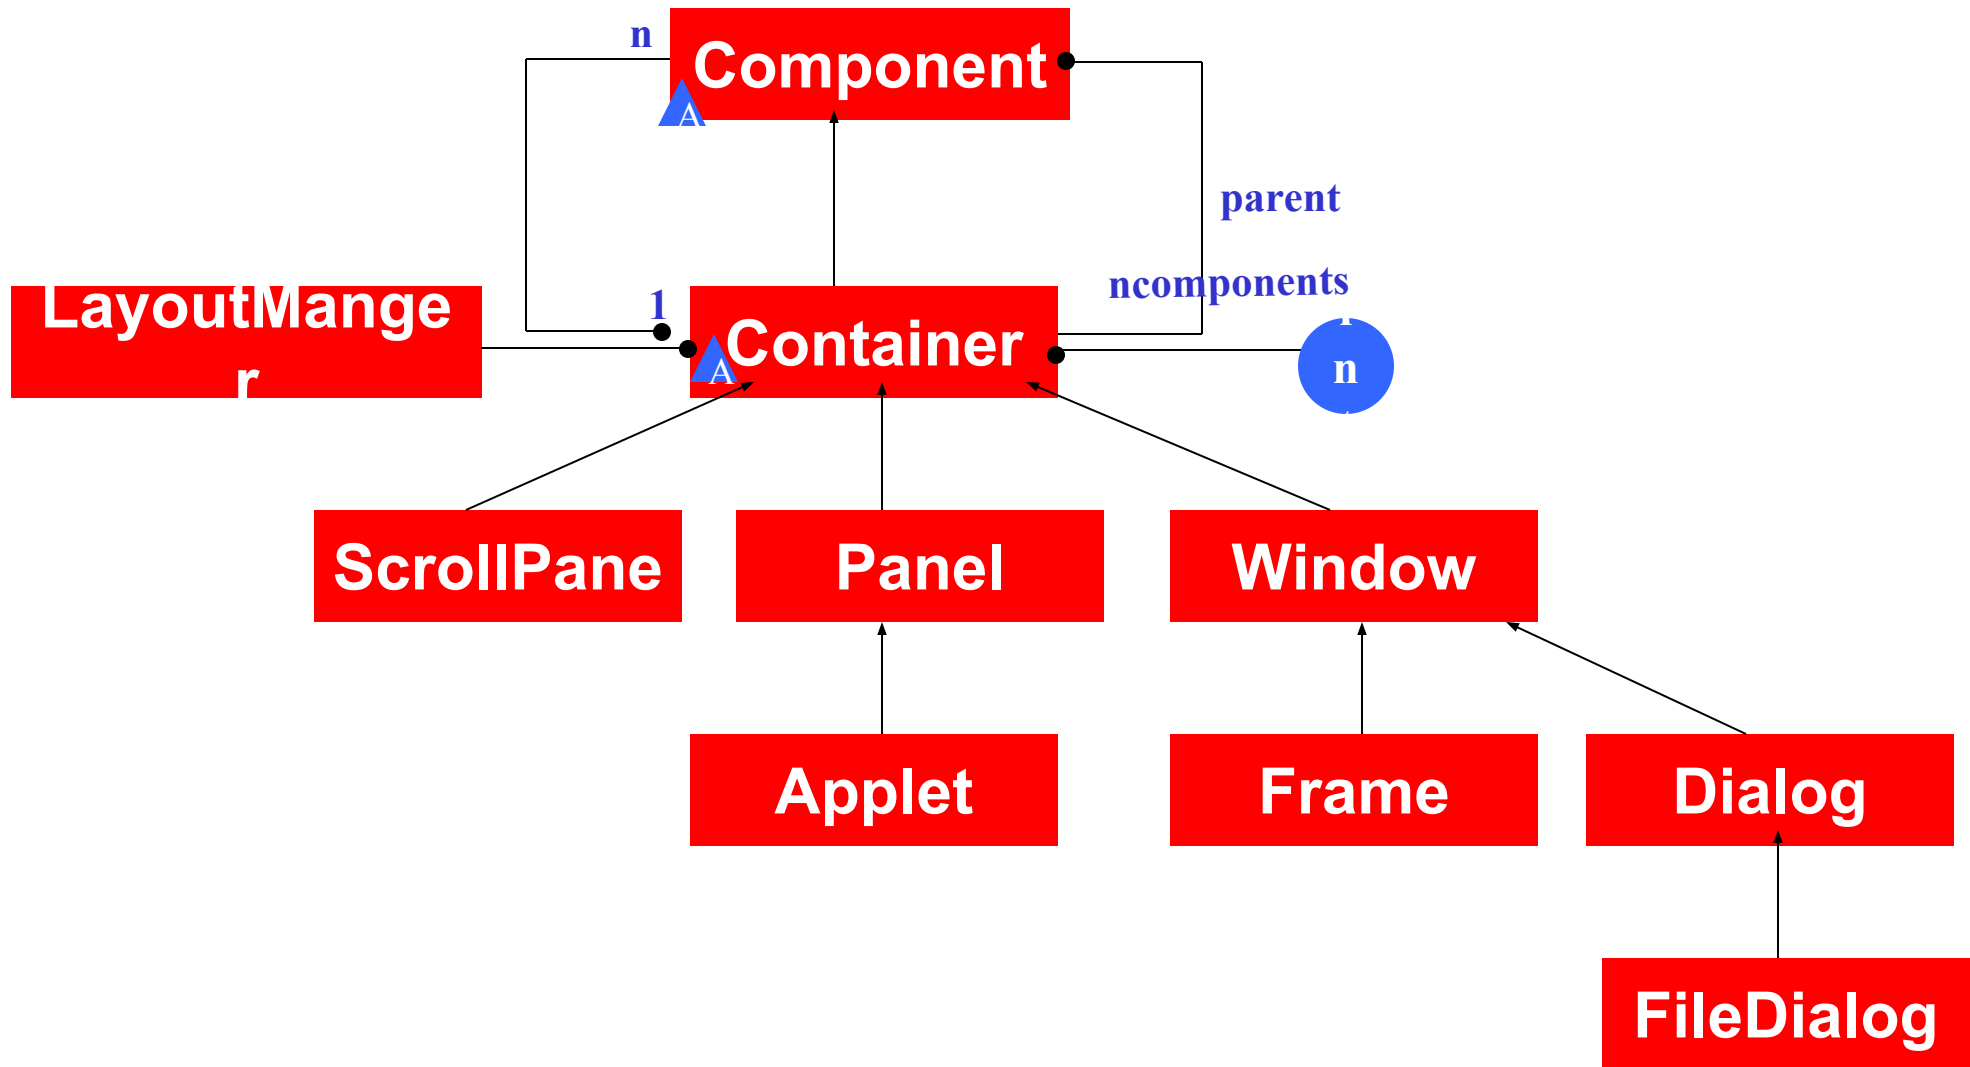 n
Component
A
parent
ncomponents
LayoutMange
r
1
Container
A
n
ScrollPane
Panel
Window
Applet
Frame
Dialog
FileDialog